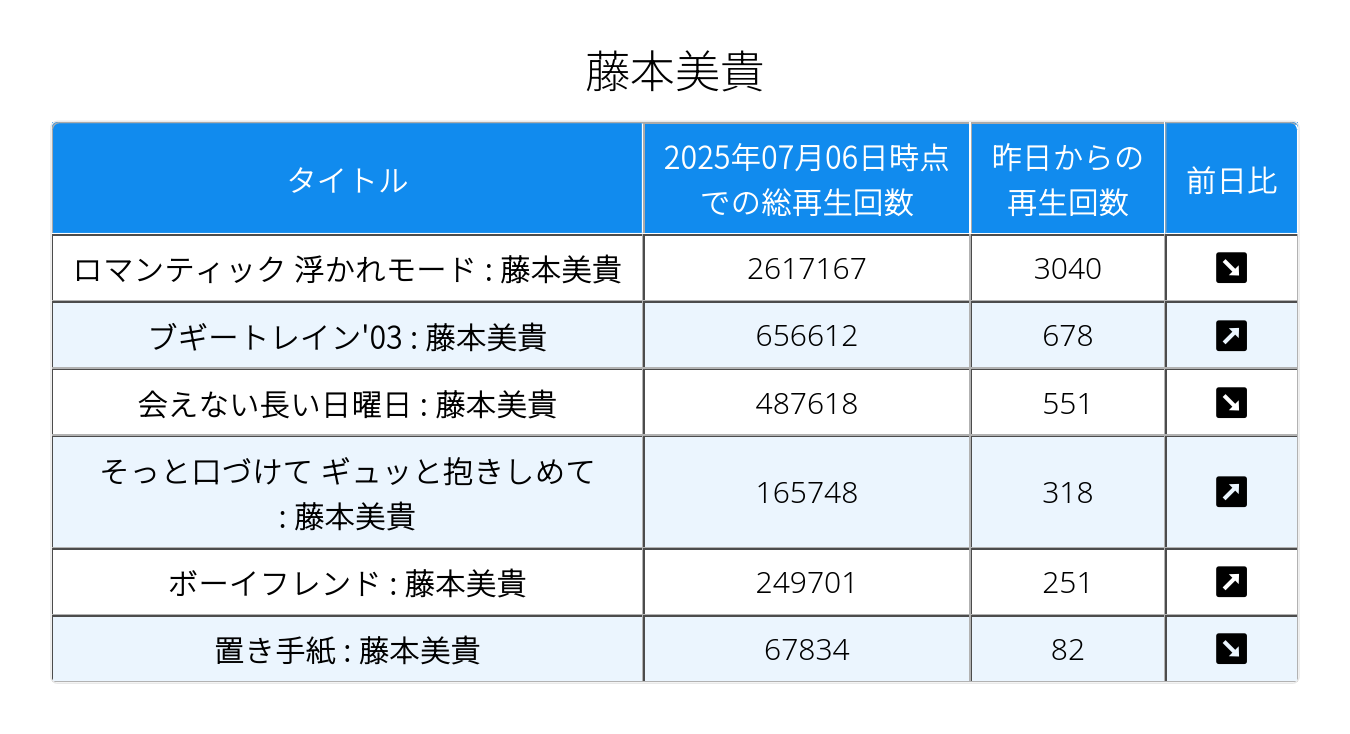 藤本美貴
タイトル
2025年07月06日時点
での総再生回数
昨日からの
再生回数
前日比
ロマンティック 浮かれモード : 藤本美貴
2617167
3040
↘
ブギートレイン'03 : 藤本美貴
656612
678
↗
会えない長い日曜日 : 藤本美貴
487618
551
↘
そっと口づけて ギュッと抱きしめて
: 藤本美貴
165748
318
↗
ボーイフレンド : 藤本美貴
249701
251
↗
置き手紙 : 藤本美貴
67834
82
↘